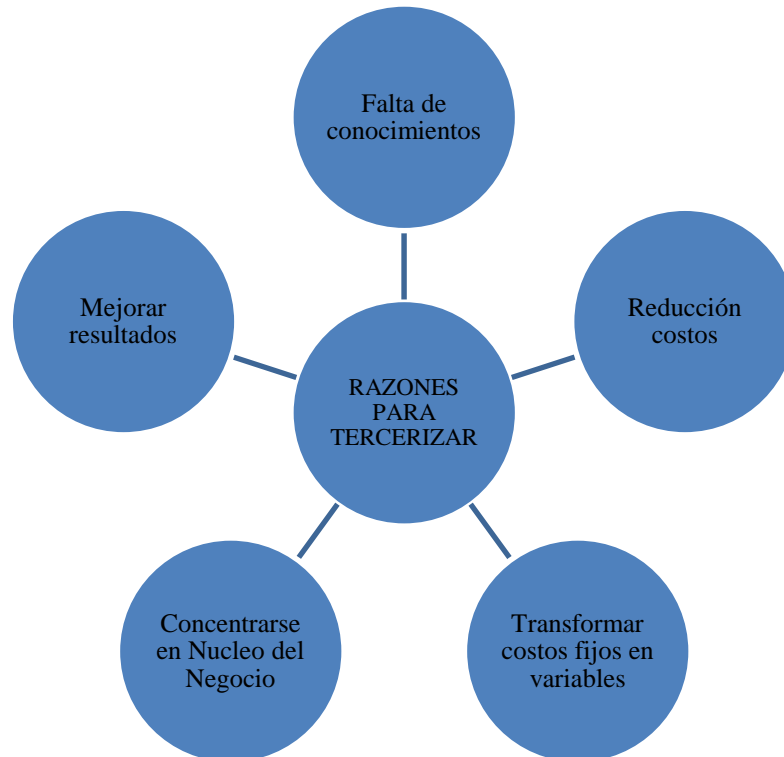 Falta de
conocimientos
Mejorar
resultados
Reducción
costos
RAZONES
PARA
TERCERIZAR
Concentrarse
en Nucleo del
Negocio
Transformar
costos fijos en
variables